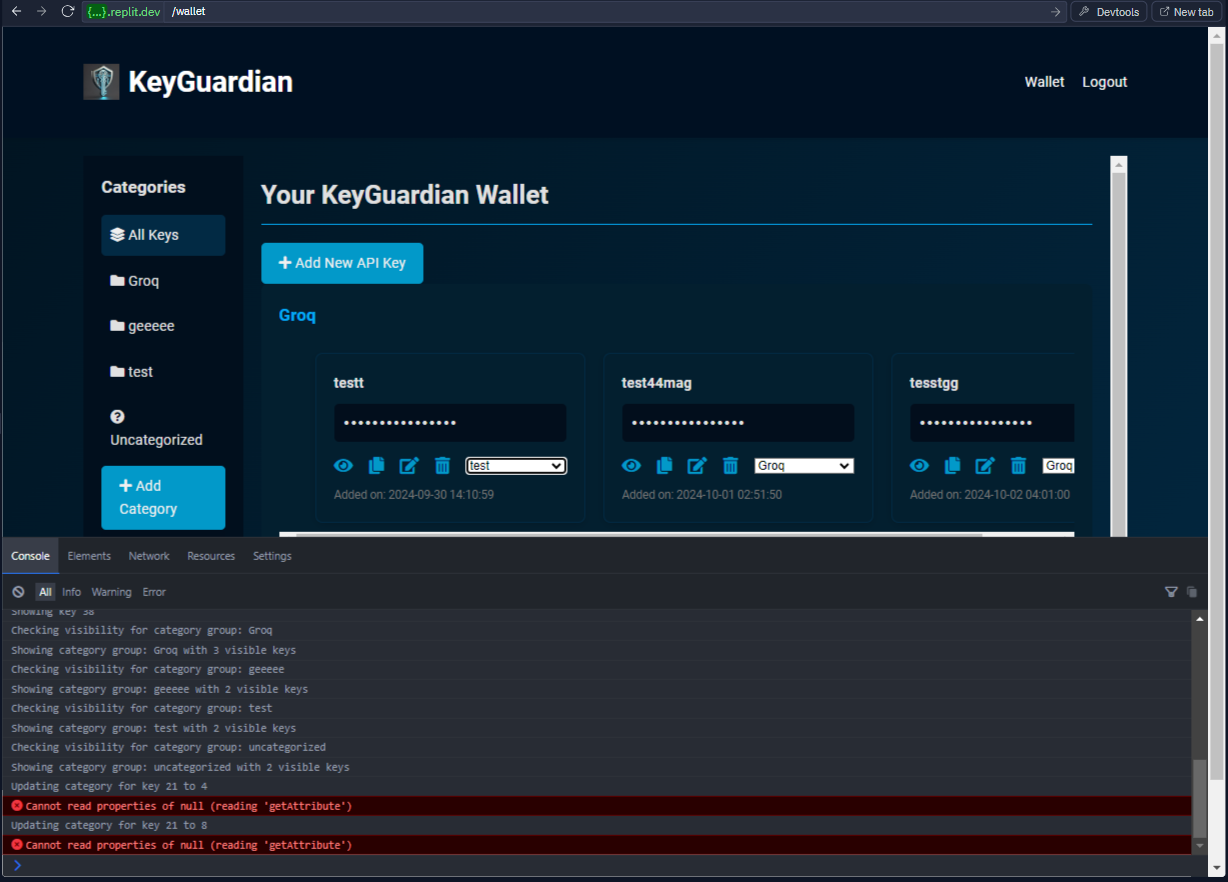 {...}.replit.dev /wallet Devtools New tab
KeyGuardian
Wallet Logout
Categories
All Keys
Groq
geeeee
test
Uncategorized
+ Add
Category
Your KeyGuardian Wallet
+ Add New API Key
Groq
testt
••••••••••••••••
test
Added on: 2024-09-30 14:10:59
test44mag
••••••••••••••••
Groq
Added on: 2024-10-01 02:51:50
tesstgg
••••••••••••••••
Groq
Added on: 2024-10-02 04:01:00
Console Elements Network Resources Settings
All Info Warning Error
Showing key 38
Checking visibility for category group: Groq
Showing category group: Groq with 3 visible keys
Checking visibility for category group: geeeee
Showing category group: geeeee with 2 visible keys
Checking visibility for category group: test
Showing category group: test with 2 visible keys
Checking visibility for category group: uncategorized
Showing category group: uncategorized with 2 visible keys
Updating category for key 21 to 4
Cannot read properties of null (reading 'getAttribute')
Updating category for key 21 to 8
Cannot read properties of null (reading 'getAttribute')